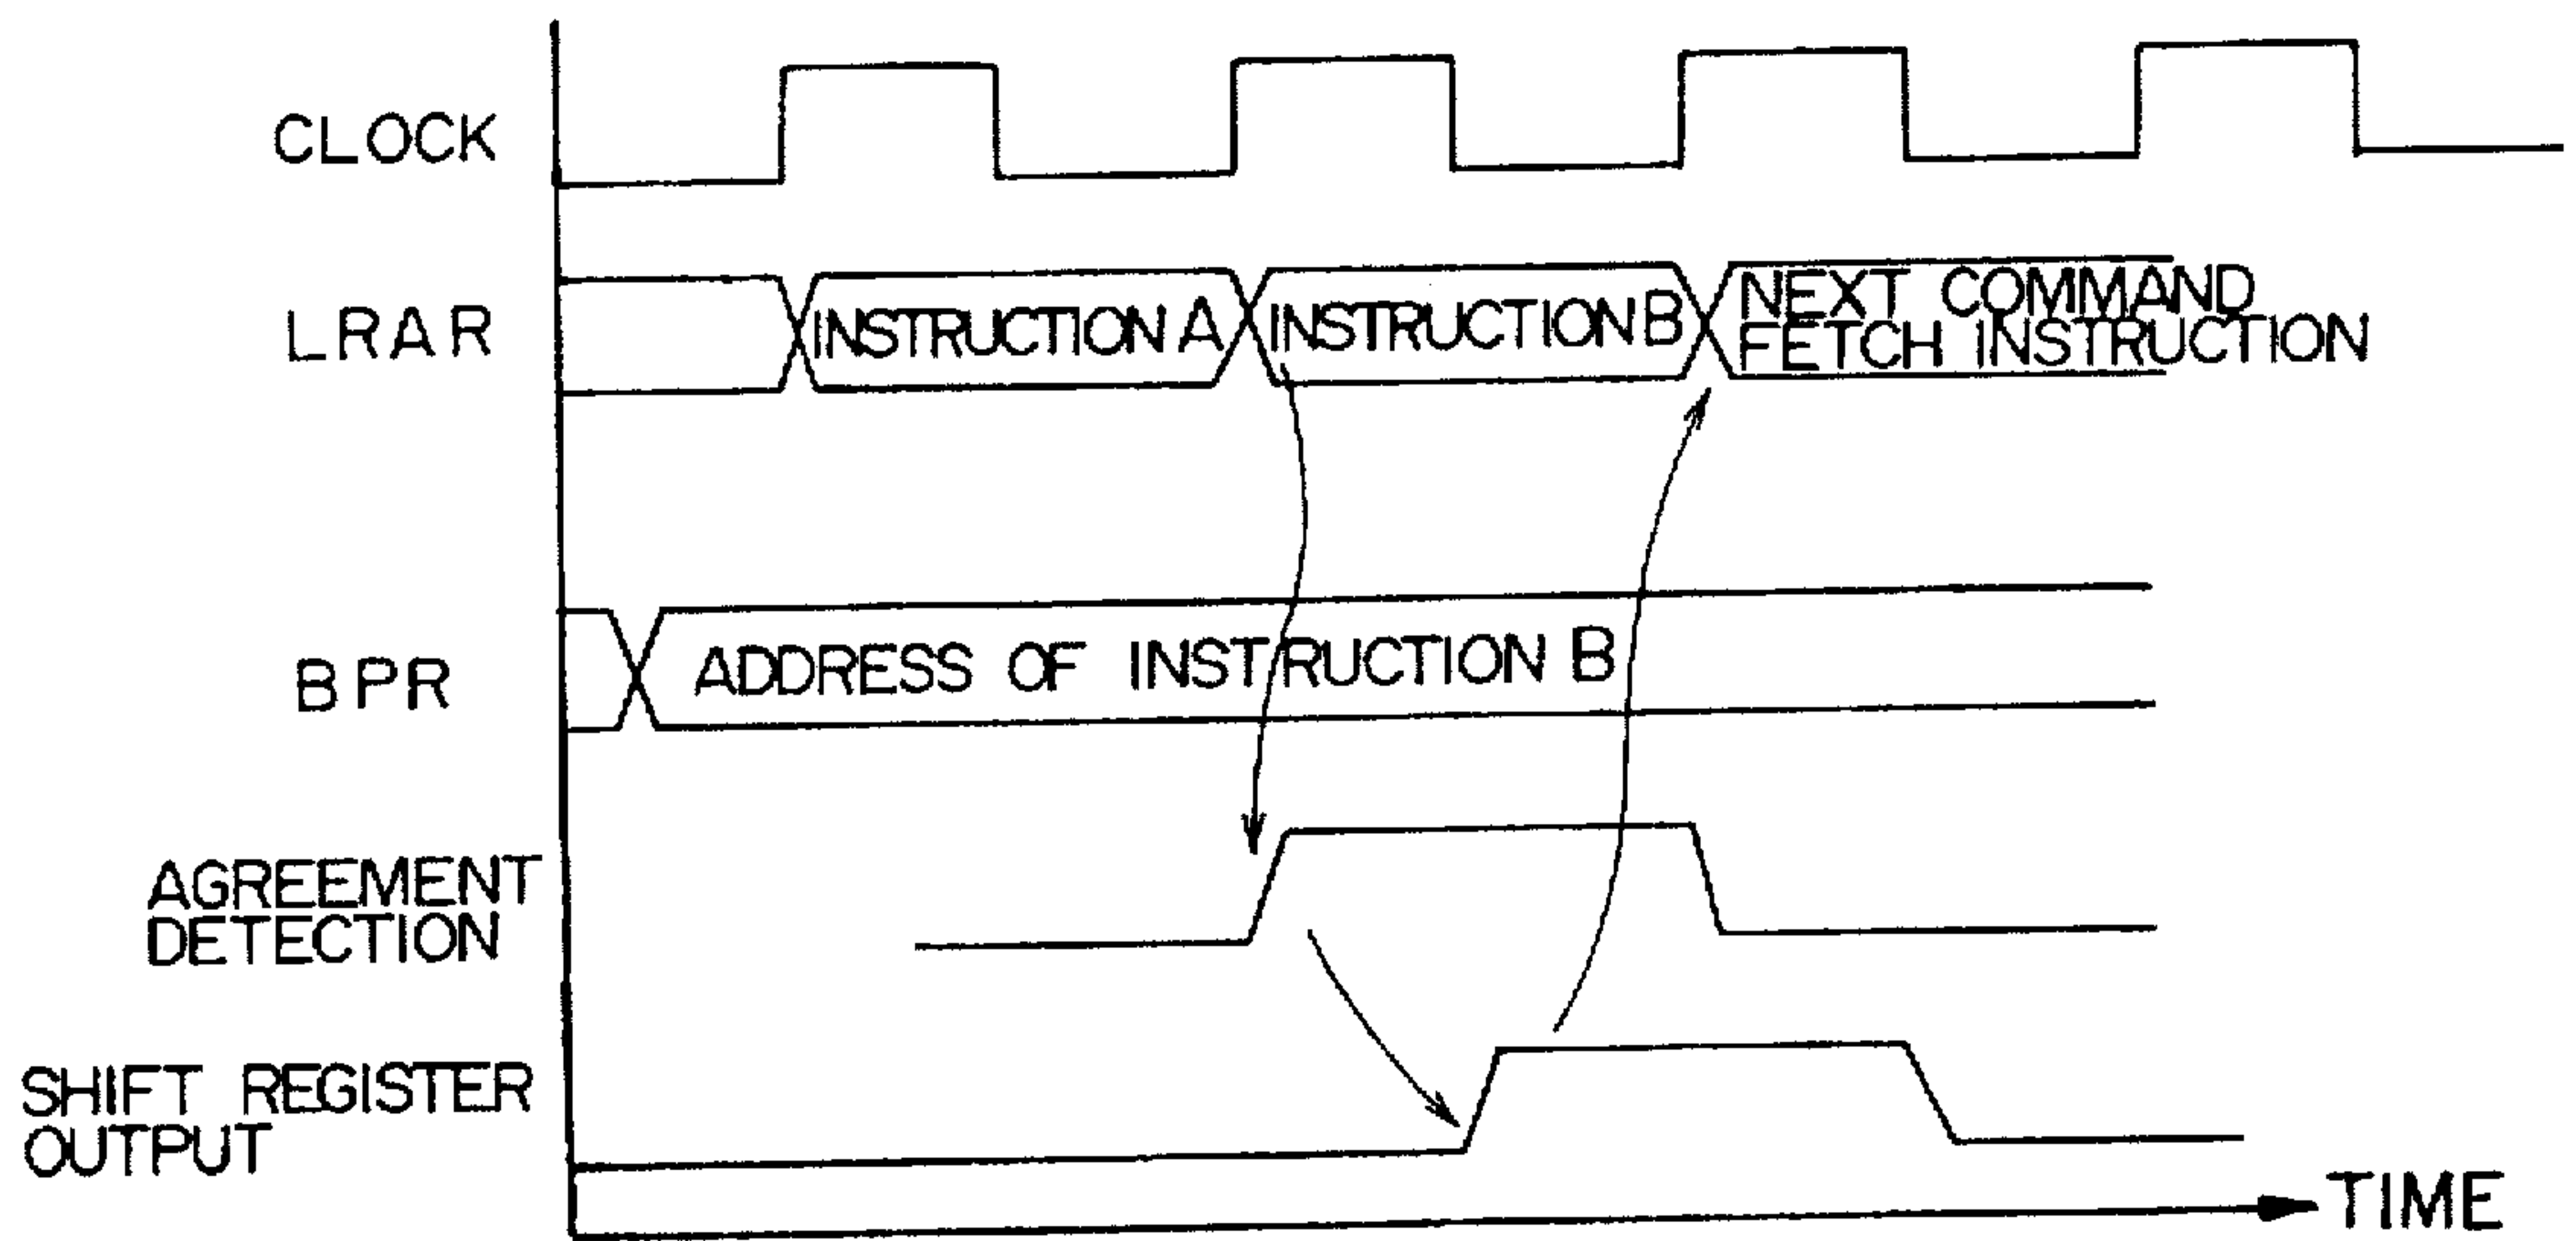 CLOCK
LRAR
INSTRUCTION A
INSTRUCTION B
NEXT COMMAND
FETCH INSTRUCTION
BPR
ADDRESS OF INSTRUCTION B
AGREEMENT
DETECTION
SHIFT REGISTER
OUTPUT
TIME